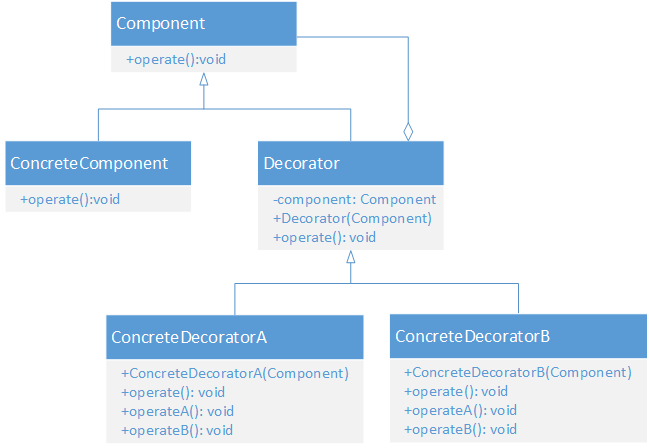 Component
+operate():void
ConcreteComponent
+operate():void
Decorator
-component: Component
+Decorator(Component)
+operate(): void
ConcreteDecoratorA
+ConcreteDecoratorA(Component)
+operate(): void
+operateA(): void
+operateB(): void
ConcreteDecoratorB
+ConcreteDecoratorB(Component)
+operate(): void
+operateA(): void
+operateB(): void